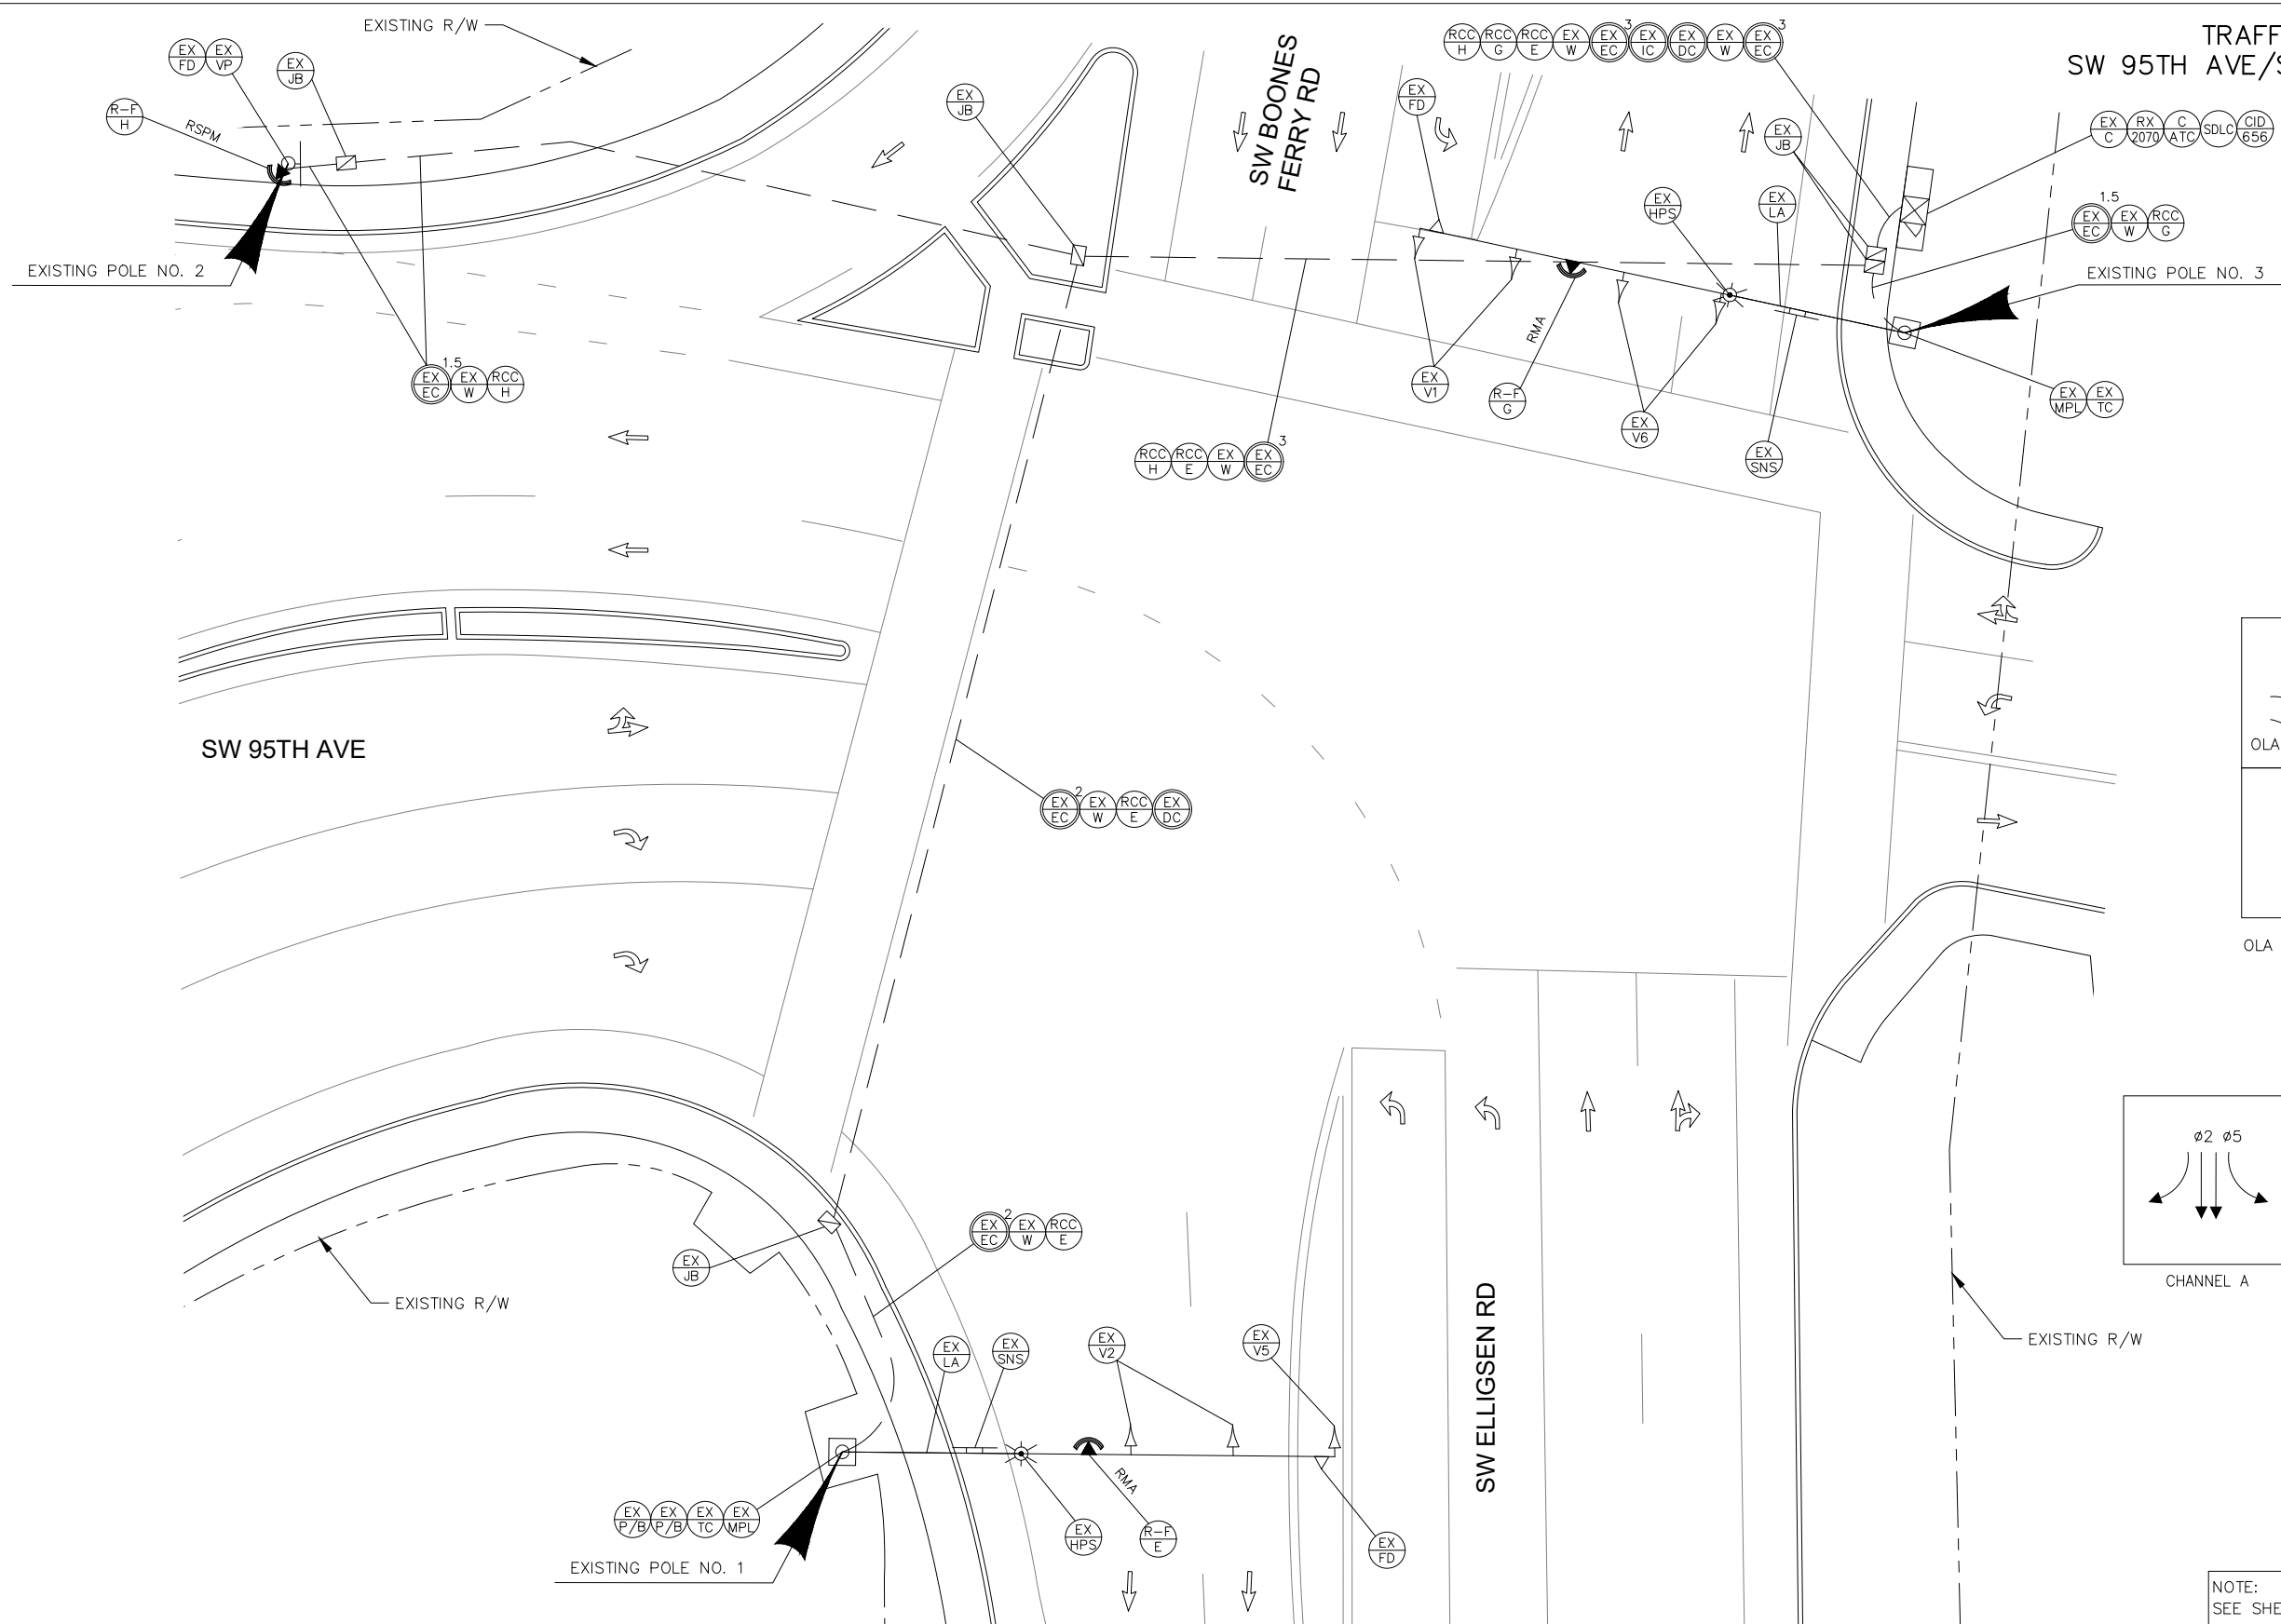 EXISTING R/W
EX FD
EX VP
EX JB
R-F H
RSPM
EXISTING POLE NO. 2
EX EC 1.5
EX W
RCC H
EX JB
SW BOONES
FERRY RD
RCC H
RCC G
RCC E
EX W
EX EC 3
EX IC
EX DC
EX W
EX EC 3
TRAFF
SW 95TH AVE/S
EX FD
EX JB
EX C
RX 2070
C ATC
SDLC
CID 656
EX HPS
EX LA
1.5
EX EC
EX W
RCC G
EXISTING POLE NO. 3
EX V1
RMA
R-F G
EX V6
EX SNS
EX MPL
EX TC
RCC H
RCC E
EX W
EX EC 3
SW 95TH AVE
EX EC 2
EX W
RCC E
EX DC
OLA
OLA
EX EC 2
EX W
RCC E
EX JB
EXISTING R/W
ø2 ø5
CHANNEL A
EXISTING R/W
EX LA
EX SNS
EX V2
EX V5
SW ELLIGSEN RD
RMA
EX P/B
EX P/B
EX TC
EX MPL
EX HPS
R-F E
EX FD
EXISTING POLE NO. 1
NOTE:
SEE SHE